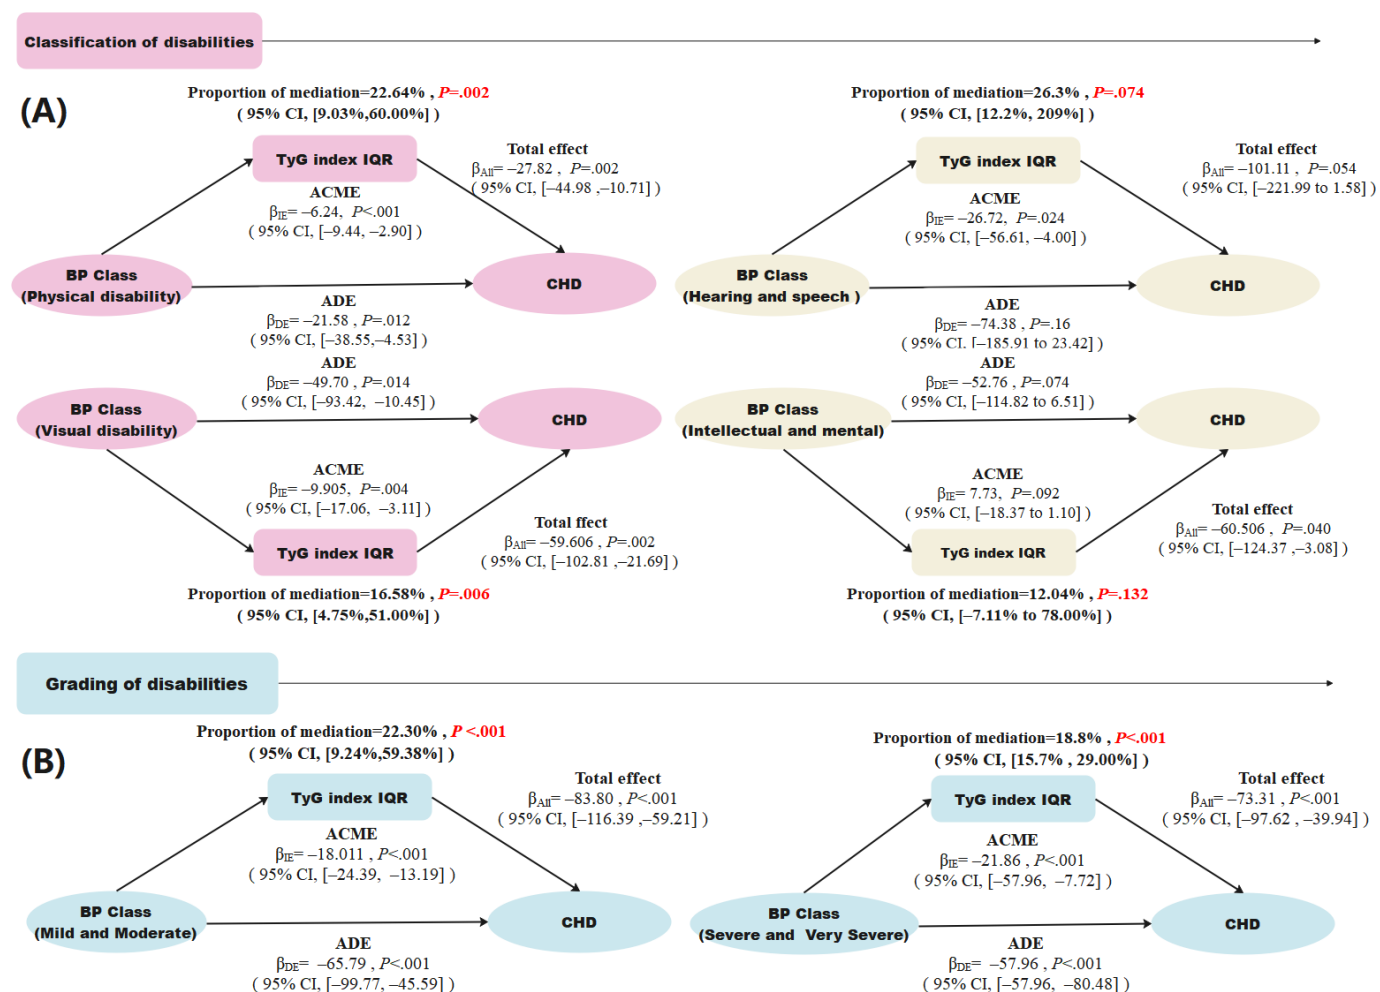 Classification of disabilities
(A)
Proportion of mediation=22.64% , P=.002
( 95% CI, [9.03%,60.00%] )
TyG index IQR
Total effect
βAll= –27.82 , P=.002
( 95% CI, [–44.98 ,–10.71] )
ACME
βIE= –6.24, P<.001
( 95% CI, [–9.44, –2.90] )
BP Class
(Physical disability)
CHD
ADE
βDE= –21.58 , P=.012
( 95% CI, [–38.55,–4.53] )
Proportion of mediation=26.3% , P=.074
( 95% CI, [12.2%, 209%] )
TyG index IQR
Total effect
βAll= –101.11 , P=.054
( 95% CI, [–221.99 to 1.58] )
ACME
βIE= –26.72, P=.024
( 95% CI, [–56.61, –4.00] )
BP Class
(Hearing and speech )
CHD
ADE
βDE= –74.38 , P=.16
( 95% CI, [–185.91 to 23.42] )
ADE
βDE= –49.70 , P=.014
( 95% CI, [–93.42, –10.45] )
BP Class
(Visual disability)
CHD
ACME
βIE= –9.905, P=.004
( 95% CI, [–17.06, –3.11] )
TyG index IQR
Total ffect
βAll= –59.606 , P=.002
( 95% CI, [–102.81 ,–21.69] )
Proportion of mediation=16.58% , P=.006
( 95% CI, [4.75%,51.00%] )
ADE
βDE= –52.76 , P=.074
( 95% CI, [–114.82 to 6.51] )
BP Class
(Intellectual and mental)
CHD
ACME
βIE= 7.73, P=.092
( 95% CI, [–18.37 to 1.10] )
TyG index IQR
Total effect
βAll= –60.506 , P=.040
( 95% CI, [–124.37 ,–3.08] )
Proportion of mediation=12.04% , P=.132
( 95% CI, [–7.11% to 78.00%] )
Grading of disabilities
(B)
Proportion of mediation=22.30% , P <.001
( 95% CI, [9.24%,59.38%] )
TyG index IQR
Total effect
βAll= –83.80 , P<.001
( 95% CI, [–116.39 ,–59.21] )
ACME
βIE= –18.011 , P<.001
( 95% CI, [–24.39, –13.19] )
BP Class
(Mild and Moderate)
CHD
ADE
βDE= –65.79 , P<.001
( 95% CI, [–99.77, –45.59] )
Proportion of mediation=18.8% , P<.001
( 95% CI, [15.7% , 29.00%] )
TyG index IQR
Total effect
βAll= –73.31 , P<.001
( 95% CI, [–97.62 , –39.94] )
ACME
βIE= –21.86 , P<.001
( 95% CI, [–57.96, –7.72] )
BP Class
(Severe and Very Severe)
CHD
ADE
βDE= –57.96 , P<.001
( 95% CI, [–57.96, –80.48] )